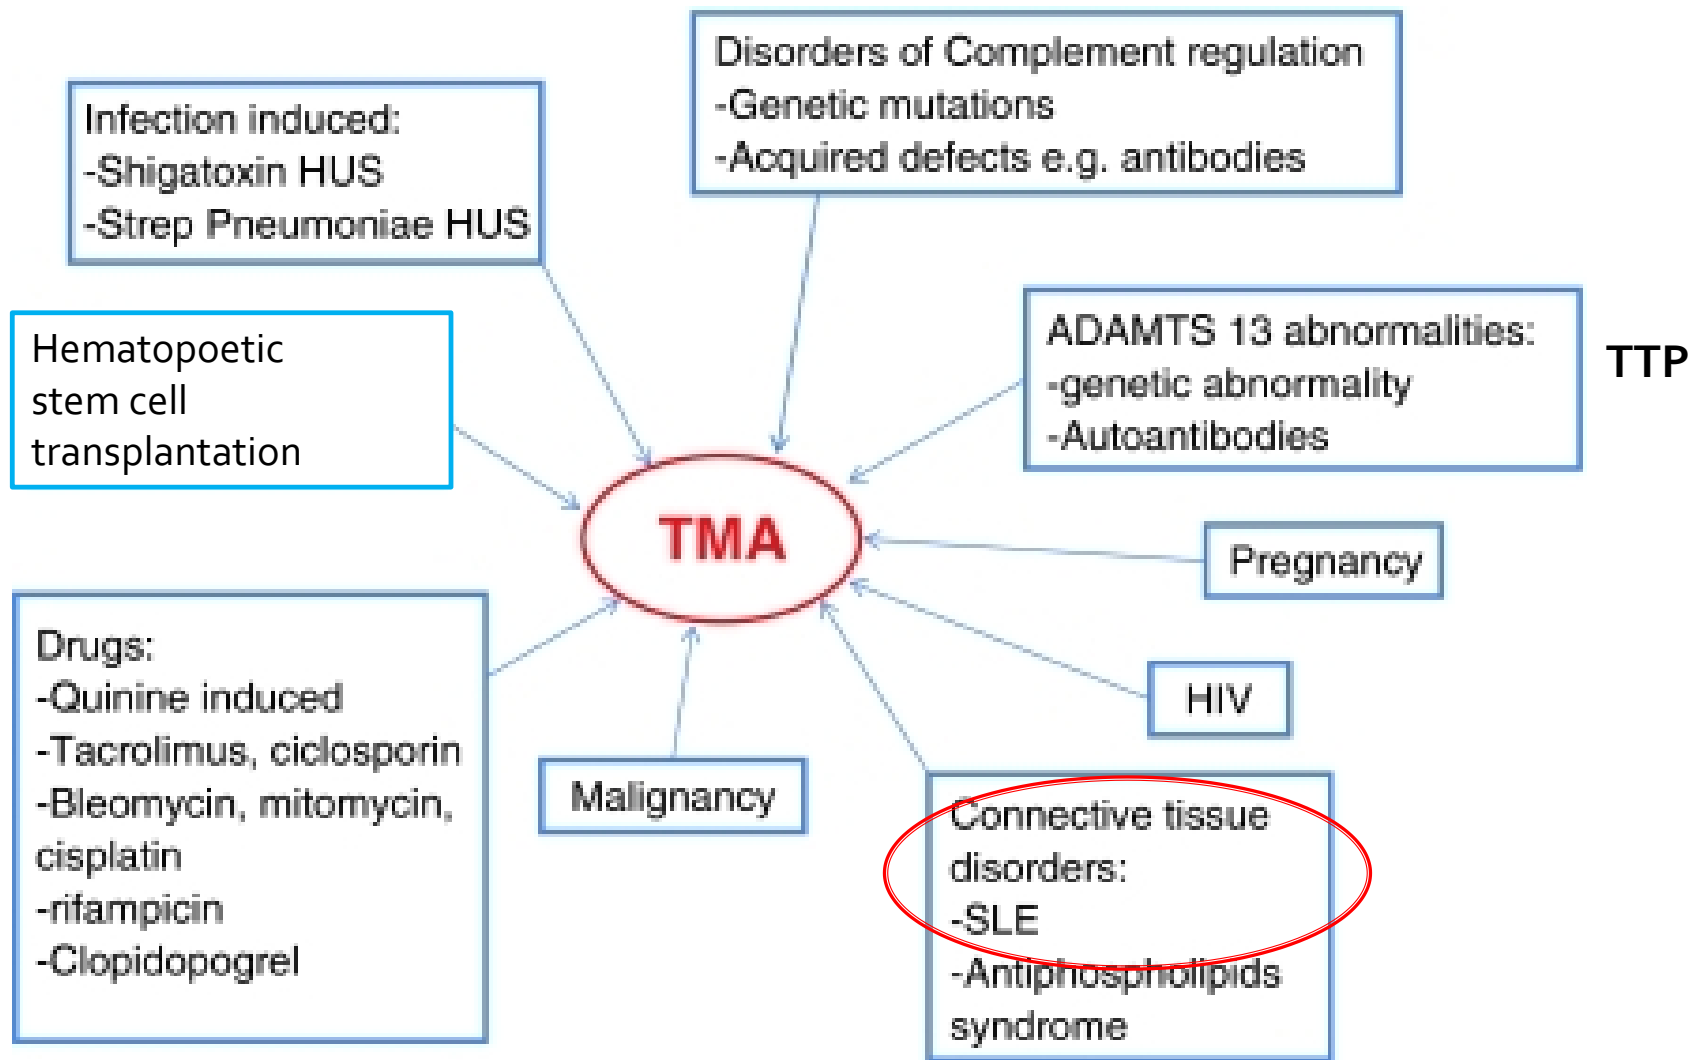 Disorders of Complement regulation
-Genetic mutations
-Acquired defects e.g. antibodies
Infection induced:
-Shigatoxin HUS
-Strep Pneumoniae HUS
Hematopoetic
stem cell
transplantation
ADAMTS 13 abnormalities:
-genetic abnormality
-Autoantibodies
TTP
TMA
Pregnancy
HIV
Drugs:
-Quinine induced
-Tacrolimus, ciclosporin
-Bleomycin, mitomycin,
cisplatin
-rifampicin
-Clopidopogrel
Malignancy
Connective tissue
disorders:
-SLE
-Antiphospholipids
syndrome